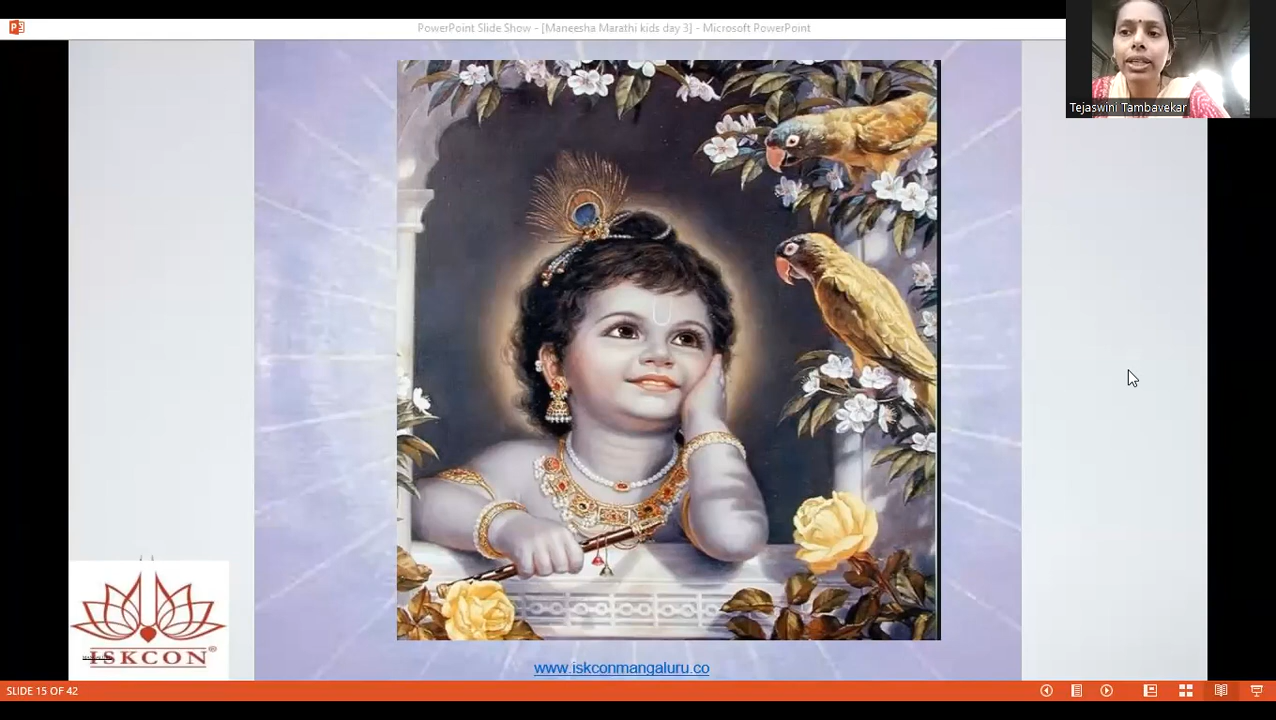 PowerPoint Slide Show - [Maneesha Marathi kids day 3] - Microsoft PowerPoint
Tejaswini Tambavekar
ISKCON®
www.iskconmangaluru.co
SLIDE 15 OF 42